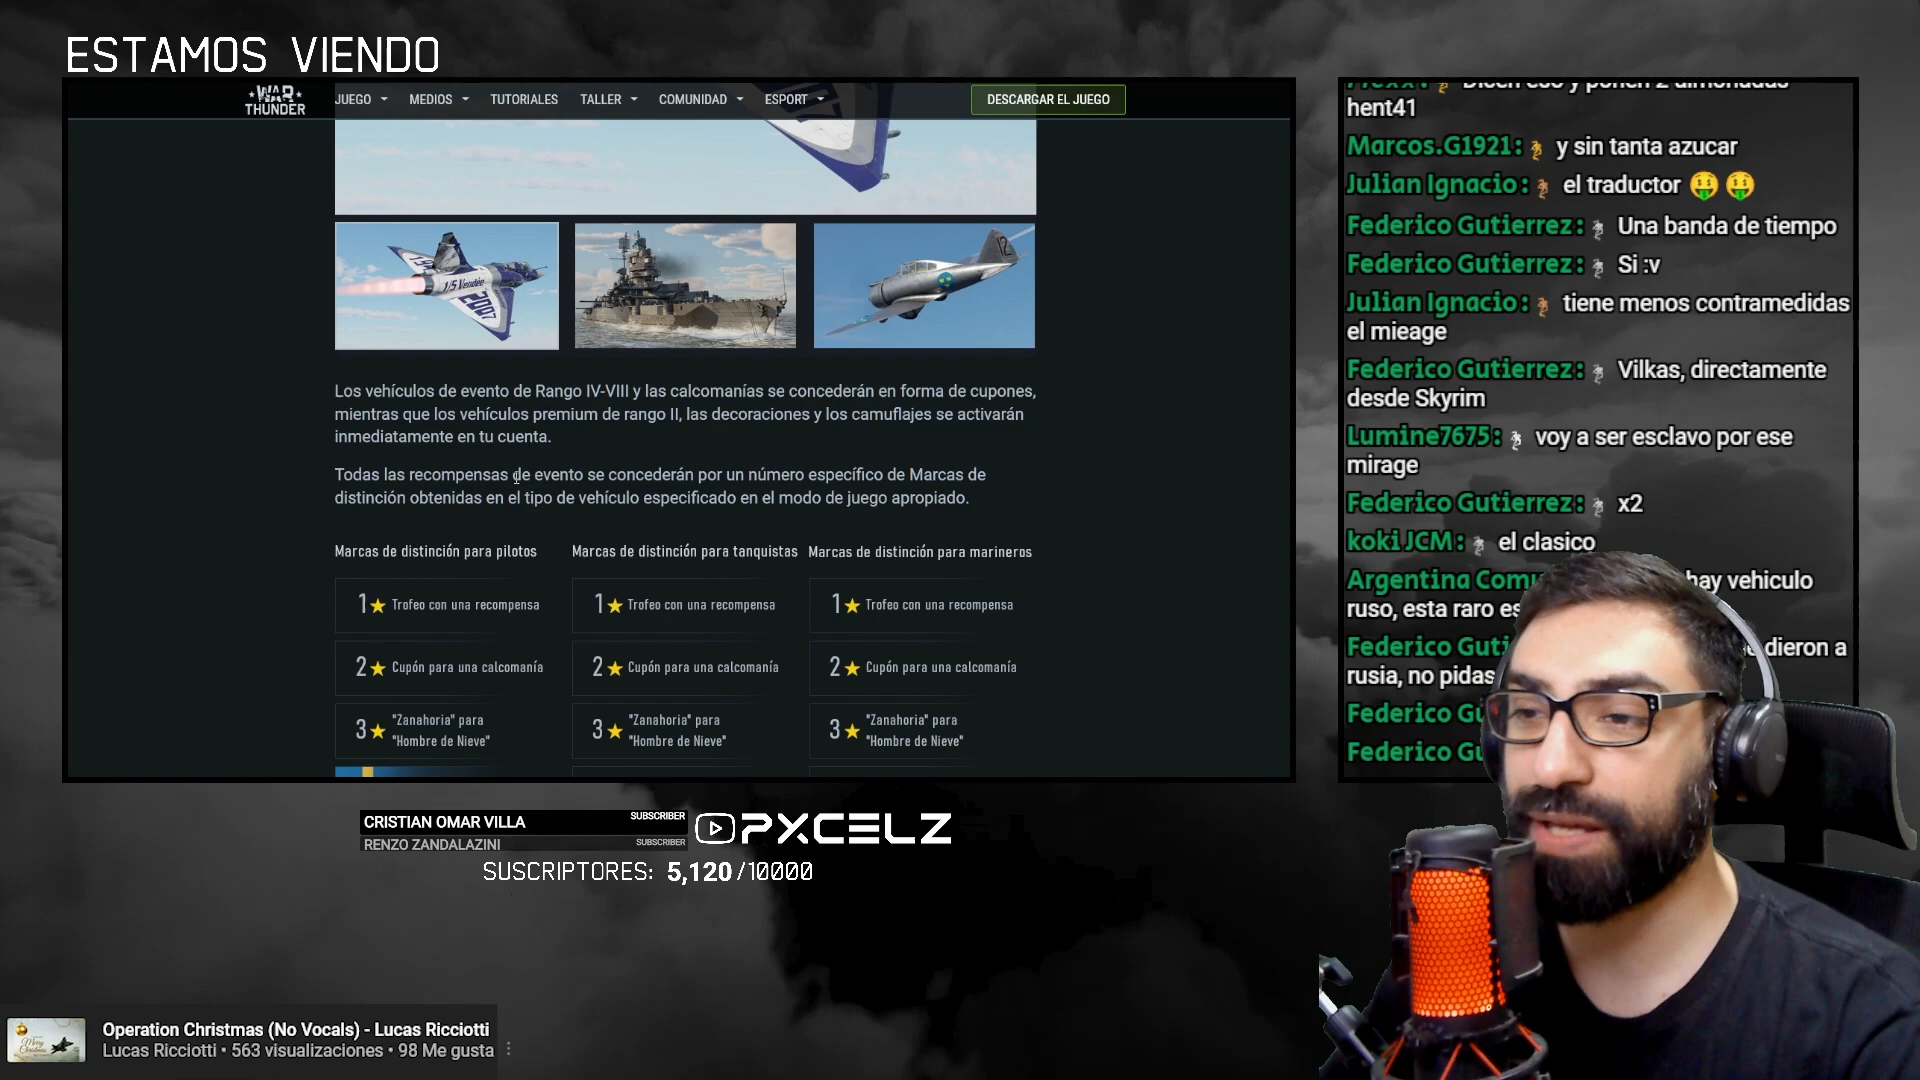 ESTAMOS VIENDO
WAR THUNDER
JUEGO
MEDIOS
TUTORIALES
TALLER
COMUNIDAD
ESPORT
DESCARGAR EL JUEGO
1/5 Vendée
2007
12
Los vehículos de evento de Rango IV-VIII y las calcomanías se concederán en forma de cupones,
mientras que los vehículos premium de rango II, las decoraciones y los camuflajes se activarán
inmediatamente en tu cuenta.
Todas las recompensas de evento se concederán por un número específico de Marcas de
distinción obtenidas en el tipo de vehículo especificado en el modo de juego apropiado.
Marcas de distinción para pilotos
1★ Trofeo con una recompensa
2★ Cupón para una calcomanía
3★ "Zanahoria" para
"Hombre de Nieve"
Marcas de distinción para tanquistas
1★ Trofeo con una recompensa
2★ Cupón para una calcomanía
3★ "Zanahoria" para
"Hombre de Nieve"
Marcas de distinción para marineros
1★ Trofeo con una recompensa
2★ Cupón para una calcomanía
3★ "Zanahoria" para
"Hombre de Nieve"
hent41
Marcos.G1921: y sin tanta azucar
Julian Ignacio: el traductor 🤑 🤑
Federico Gutierrez: Una banda de tiempo
Federico Gutierrez: Si :v
Julian Ignacio: tiene menos contramedidas
el mieage
Federico Gutierrez: Vilkas, directamente
desde Skyrim
Lumine7675: voy a ser esclavo por ese
mirage
Federico Gutierrez: x2
koki JCM: el clasico
Argentina hay vehiculo
ruso, esta raro
Federico dieron a
rusia, no pidas
Federico
Federico
CRISTIAN OMAR VILLA SUBSCRIBER
RENZO ZANDALAZINI SUBSCRIBER
PXCELZ
SUSCRIPTORES: 5,120/10000
Operation Christmas (No Vocals) - Lucas Ricciotti
Lucas Ricciotti • 563 visualizaciones • 98 Me gusta